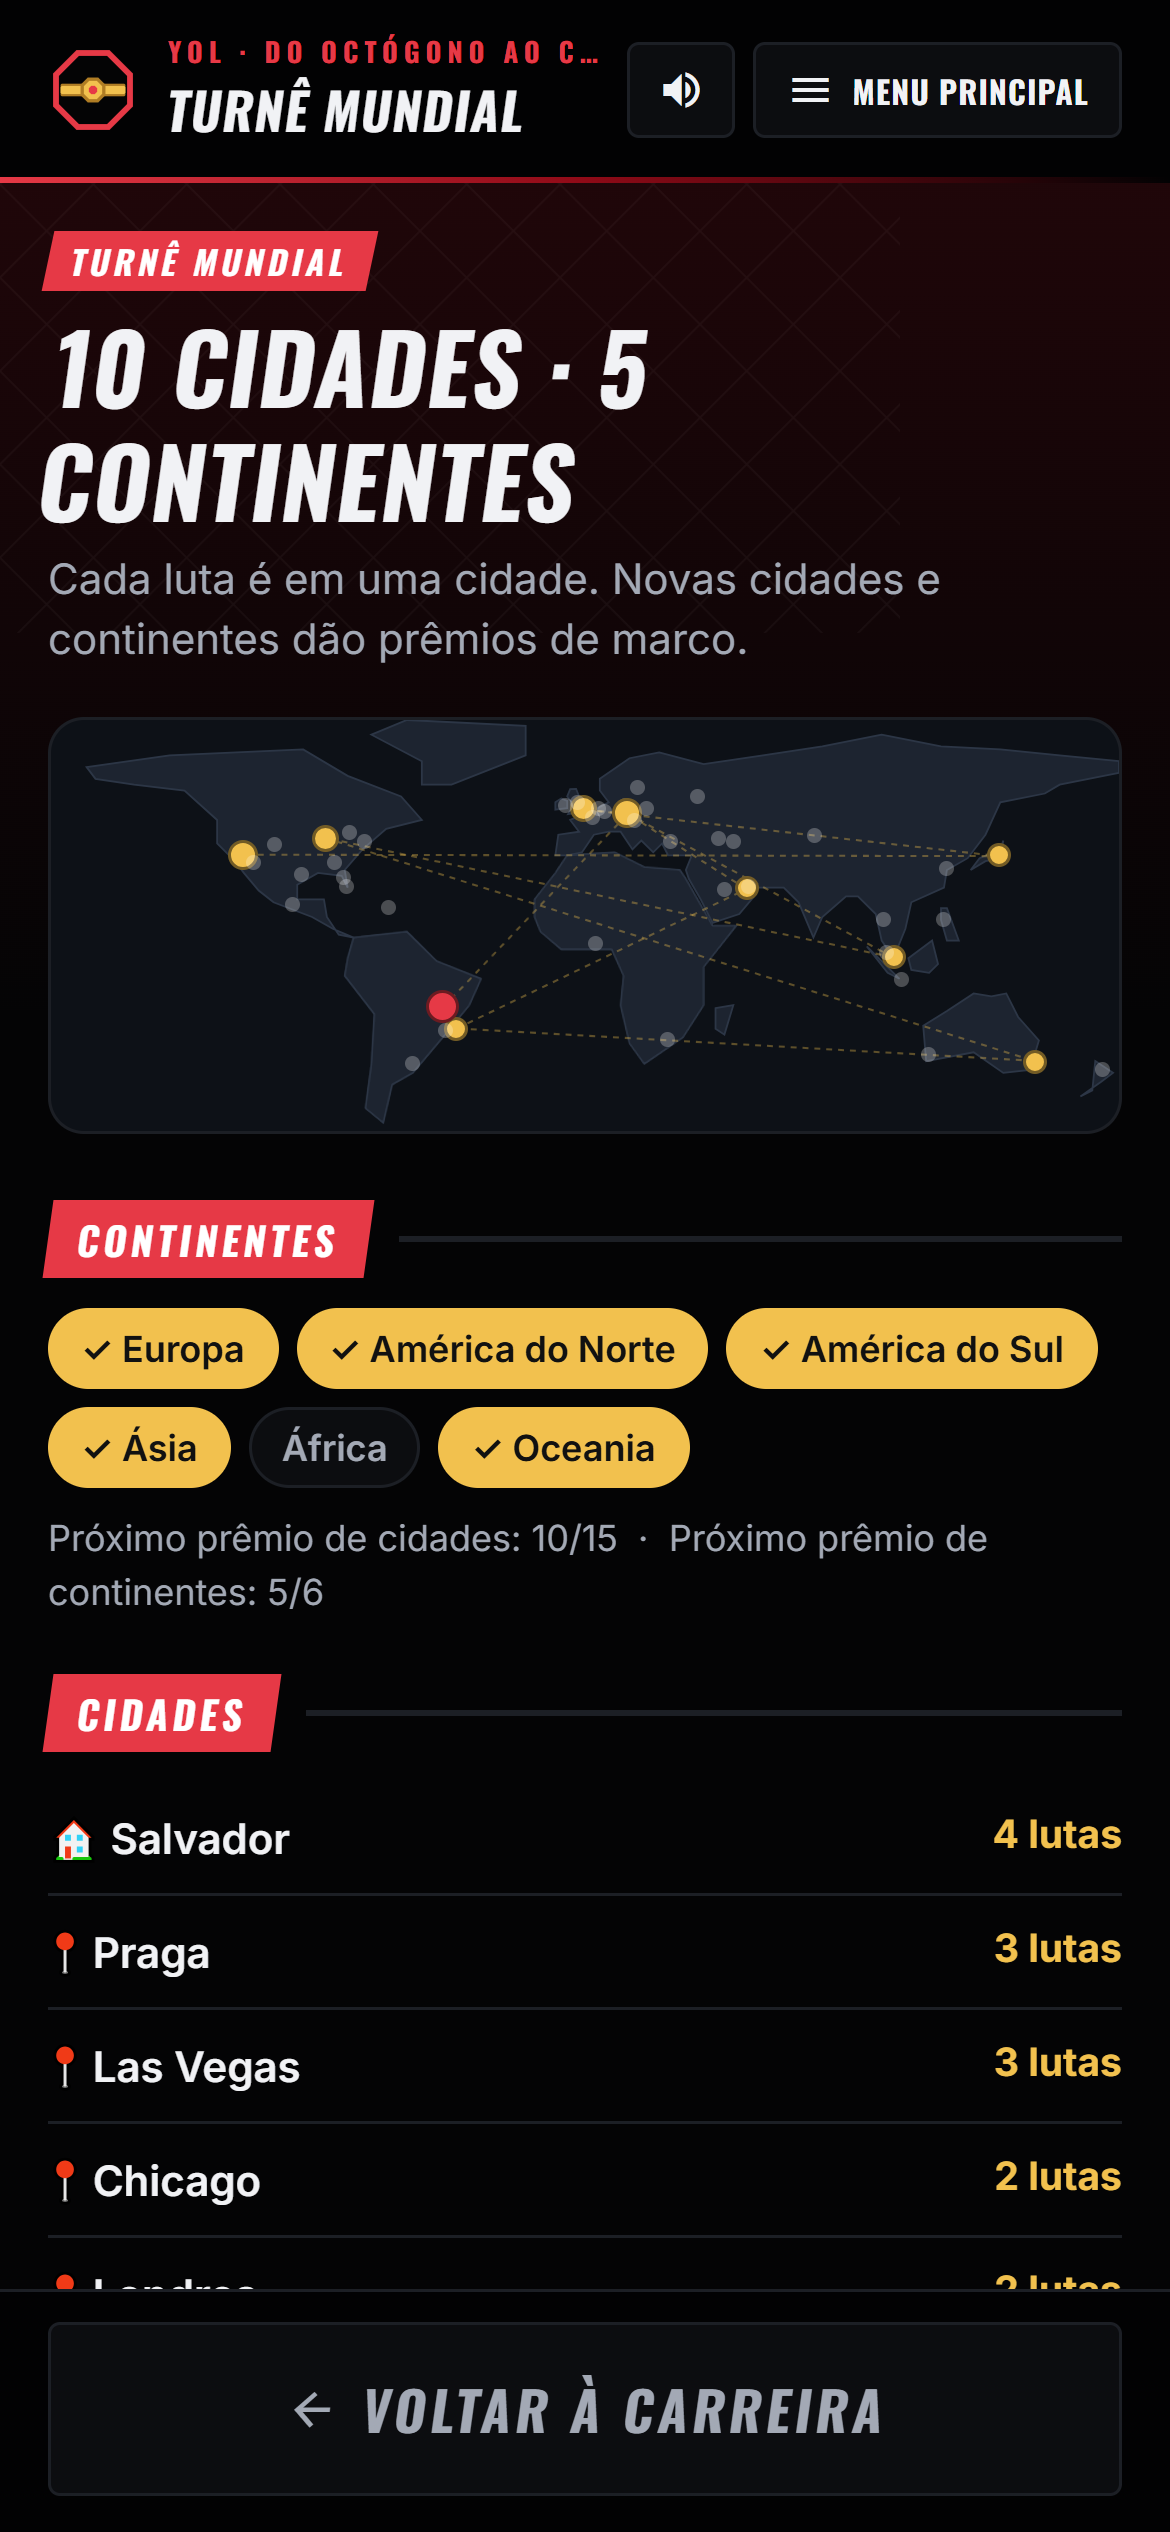 YOL · DO OCTÓGONO AO C...
TURNÊ MUNDIAL
MENU PRINCIPAL
TURNÊ MUNDIAL
10 CIDADES · 5
CONTINENTES
Cada luta é em uma cidade. Novas cidades e
continentes dão prêmios de marco.
CONTINENTES
✓ Europa
✓ América do Norte
✓ América do Sul
✓ Ásia
África
✓ Oceania
Próximo prêmio de cidades: 10/15 · Próximo prêmio de
continentes: 5/6
CIDADES
Salvador 4 lutas
Praga 3 lutas
Las Vegas 3 lutas
Chicago 2 lutas
Londres 2 lutas
← VOLTAR À CARREIRA